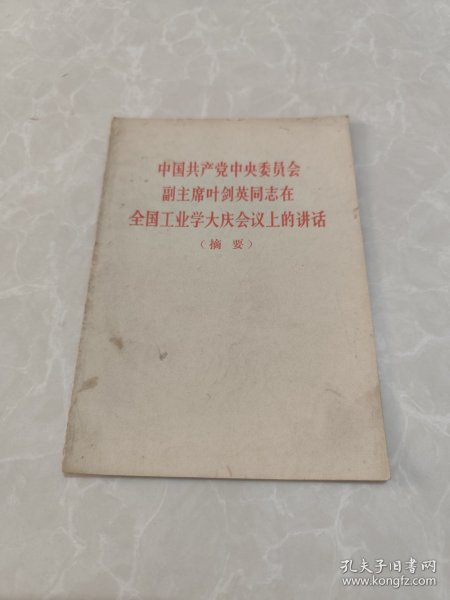 中国共产党中央委员会
副主席叶剑英同志在
全国工业学大庆会议上的讲话
（摘 要）
孔夫子旧书网
www.kongfz.com